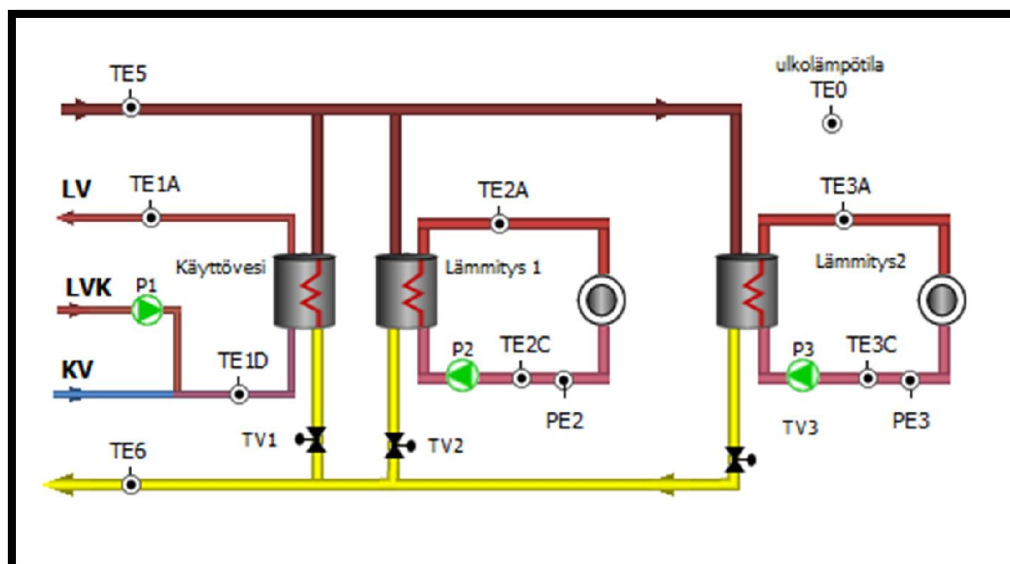 TE5
ulkolämpötila
TE0
LV
TE1A
TE2A
TE3A
Käyttövesi
Lämmitys 1
Lämmitys2
LVK
P1
KV
TE1D
P2
TE2C
P3
TE3C
PE2
PE3
TV1
TV2
TV3
TE6